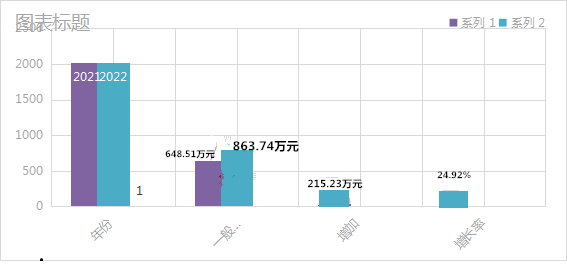 图表标题
系列 1 系列 2
2500
2000
1500
1000
500
0
2021 2022
1
648.51万元
863.74万元
215.23万元
24.92%
年份
一般...
增加
增长率